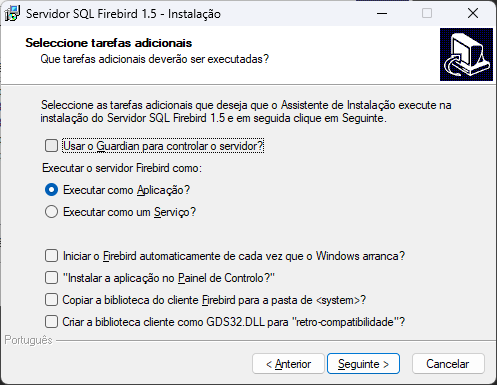 Servidor SQL Firebird 1.5 - Instalação
Seleccione tarefas adicionais
Que tarefas adicionais deverão ser executadas?
Seleccione as tarefas adicionais que deseja que o Assistente de Instalação execute na
instalação do Servidor SQL Firebird 1.5 e em seguida clique em Seguinte.
Usar o Guardian para controlar o servidor?
Executar o servidor Firebird como:
Executar como Aplicação?
Executar como um Serviço?
Iniciar o Firebird automaticamente de cada vez que o Windows arranca?
"Instalar a aplicação no Painel de Controlo?"
Copiar a biblioteca do cliente Firebird para a pasta de <system>?
Criar a biblioteca cliente como GDS32.DLL para "retro-compatibilidade"?
Português
< Anterior
Seguinte >
Cancelar